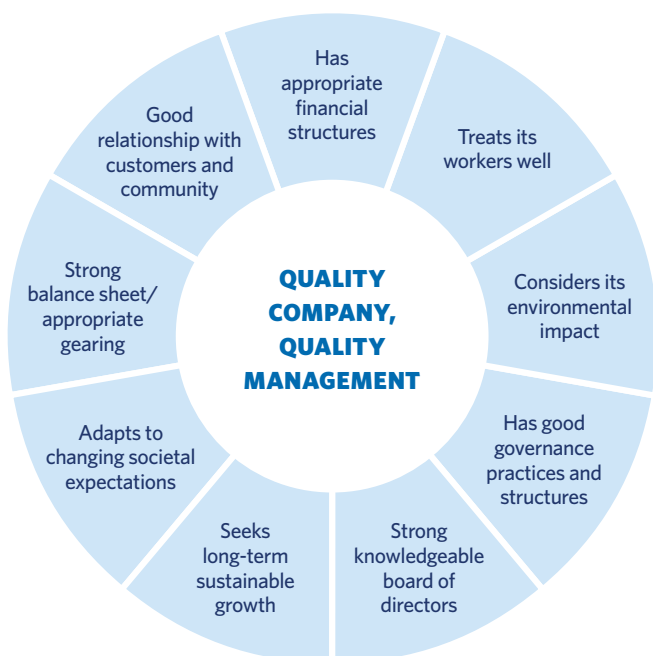 QUALITY
COMPANY,
QUALITY
MANAGEMENT
Has
appropriate
financial
structures
Treats its
workers well
Considers its
environmental
impact
Has good
governance
practices and
structures
Strong
knowledgeable
board of
directors
Seeks
long-term
sustainable
growth
Adapts to
changing societal
expectations
Strong
balance sheet/
appropriate
gearing
Good
relationship with
customers and
community